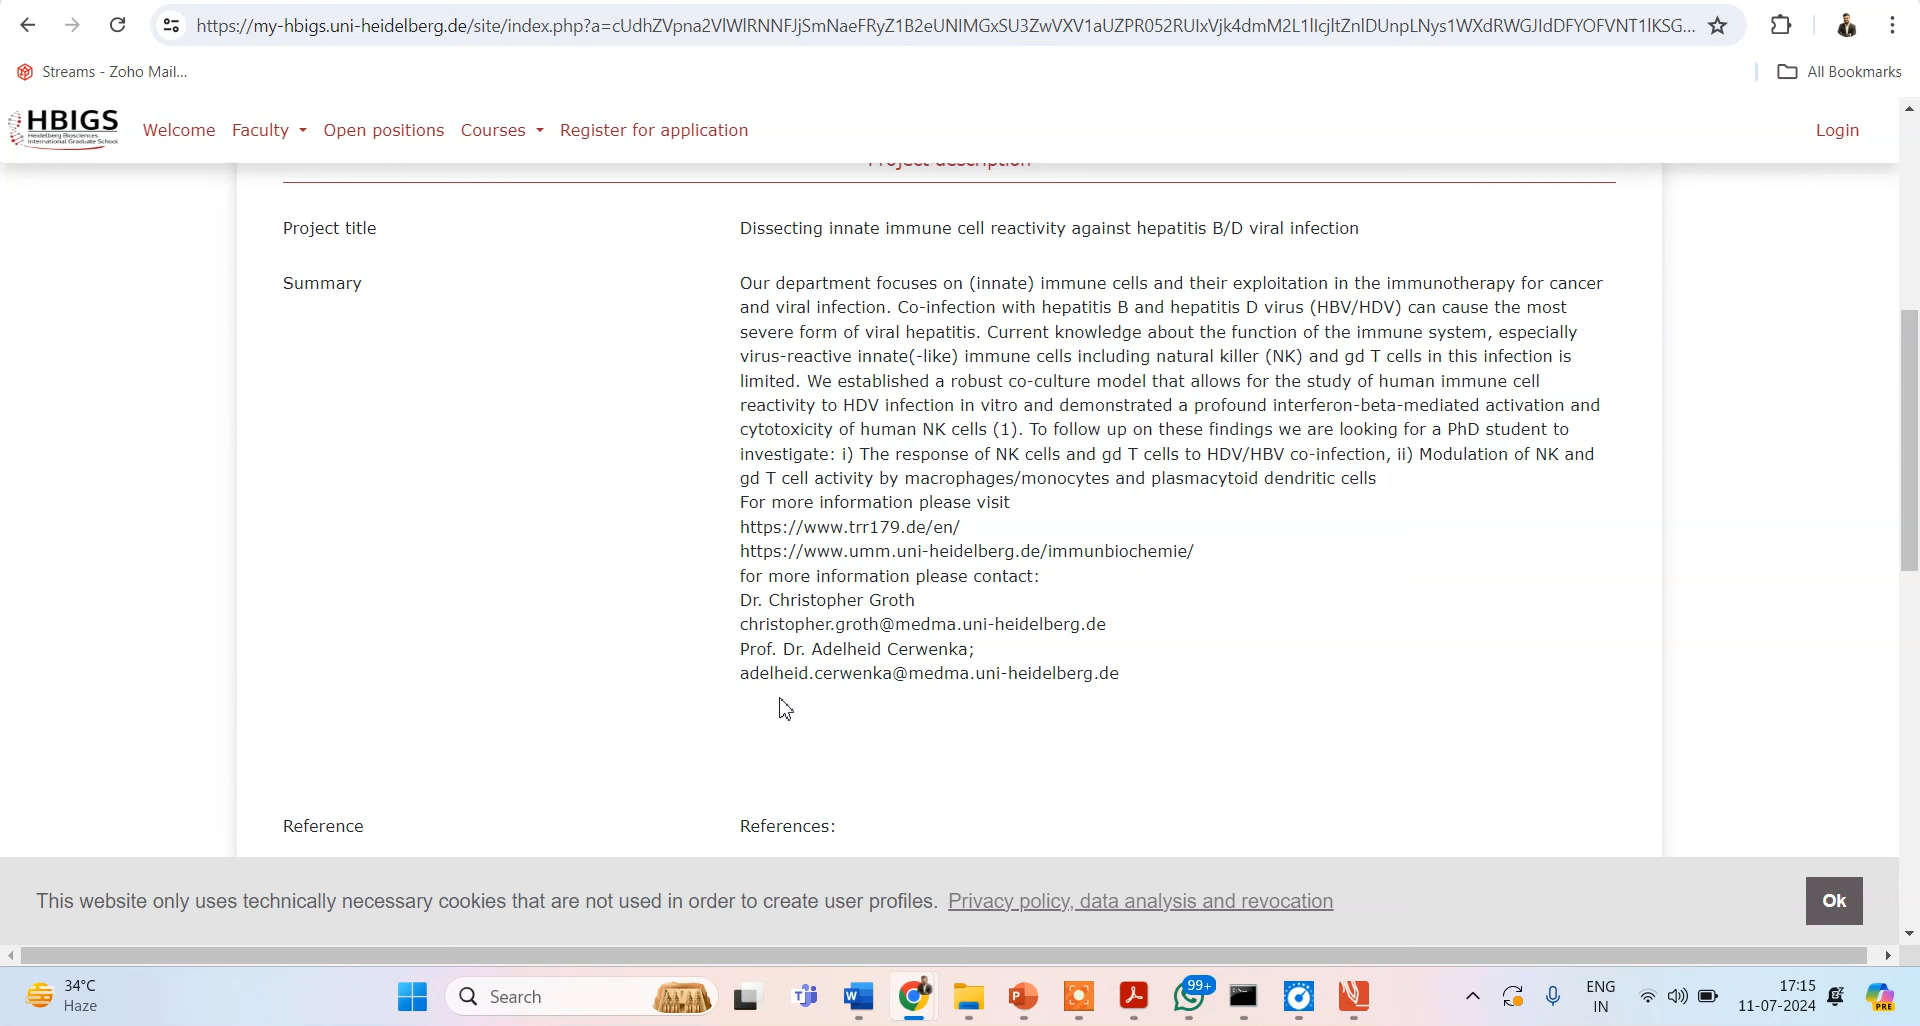 https://my-hbigs.uni-heidelberg.de/site/index.php?a=
Streams - Zoho Mail...
All Bookmarks
HBIGS
Heidelberg Biosciences
International Graduate School
Welcome Faculty Open positions Courses Register for application Login
Project description
Project title Dissecting innate immune cell reactivity against hepatitis B/D viral infection
Summary Our department focuses on (innate) immune cells and their exploitation in the immunotherapy for cancer
and viral infection. Co-infection with hepatitis B and hepatitis D virus (HBV/HDV) can cause the most
severe form of viral hepatitis. Current knowledge about the function of the immune system, especially
virus-reactive innate(-like) immune cells including natural killer (NK) and gd T cells in this infection is
limited. We established a robust co-culture model that allows for the study of human immune cell
reactivity to HDV infection in vitro and demonstrated a profound interferon-beta-mediated activation and
cytotoxicity of human NK cells (1). To follow up on these findings we are looking for a PhD student to
investigate: i) The response of NK cells and gd T cells to HDV/HBV co-infection, ii) Modulation of NK and
gd T cell activity by macrophages/monocytes and plasmacytoid dendritic cells
For more information please visit
https://www.trr179.de/en/
https://www.umm.uni-heidelberg.de/immunbiochemie/
for more information please contact:
Dr. Christopher Groth
christopher.groth@medma.uni-heidelberg.de
Prof. Dr. Adelheid Cerwenka;
adelheid.cerwenka@medma.uni-heidelberg.de
Reference References:
This website only uses technically necessary cookies that are not used in order to create user profiles. Privacy policy, data analysis and revocation Ok
34°C
Haze
Search
99+
ENG
IN
17:15
11-07-2024
PRE